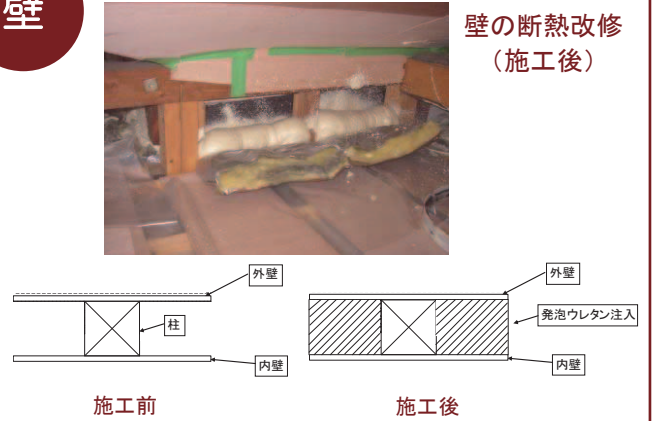 壁
壁の断熱改修
（施工後）
外壁
柱
内壁
施工前
外壁
発泡ウレタン注入
内壁
施工後